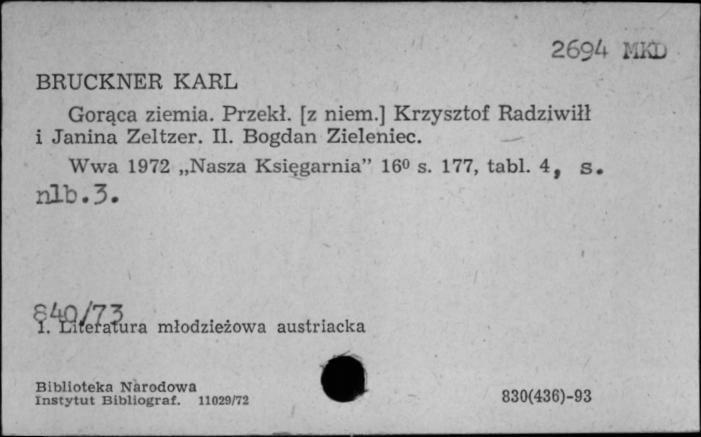 2694 MKD
BRUCKNER KARL
Gorąca ziemia. Przekł. [z niem.] Krzysztof Radziwiłł
i Janina Zeltzer. Il. Bogdan Zieleniec.
Wwa 1972 „Nasza Księgarnia” 16⁰ s. 177, tabl. 4, s.
nlb.3.
840/73
1. Literatura młodzieżowa austriacka
Biblioteka Narodowa
Instytut Bibliograf. 11029/72
830(436)-93